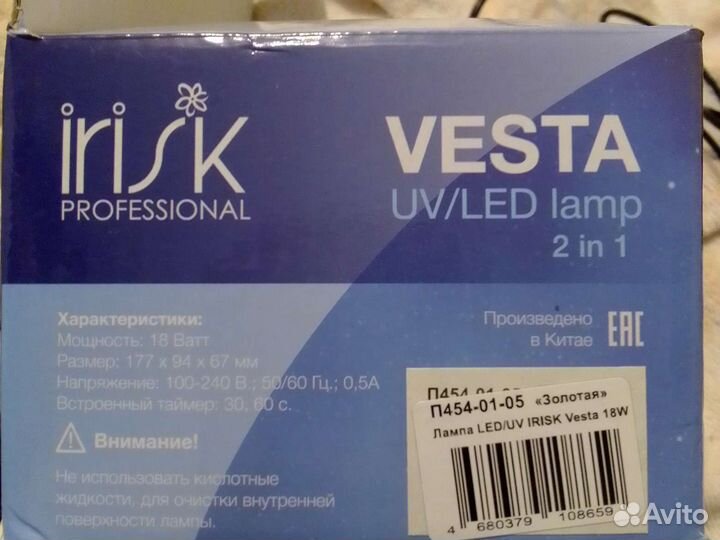 irisk
PROFESSIONAL
VESTA
UV/LED lamp
2 in 1
Характеристики:
Мощность: 18 Ватт
Размер: 177 x 94 x 67 мм
Напряжение: 100-240 В.; 50/60 Гц.; 0,5А
Встроенный таймер: 30, 60 с.
Внимание!
Не использовать кислотные
жидкости, для очистки внутренней
поверхности лампы.
Произведено
в Китае
EAC
П454-01-05 «Золотая»
Лампа LED/UV IRISK Vesta 18W
4 680379 108659
Avito